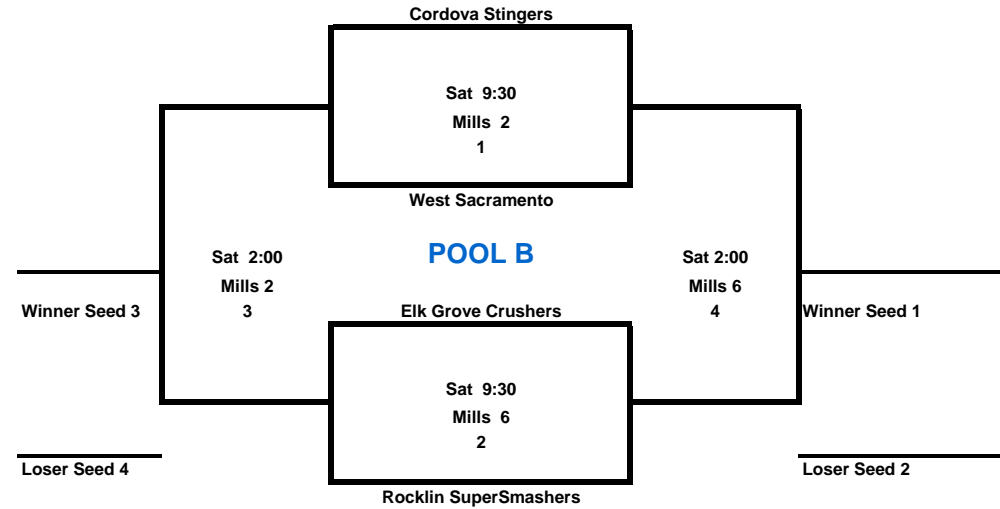 Cordova Stingers
Sat 9:30
Mills 2
1
West Sacramento
POOL B
Sat 2:00
Mills 2
3
Sat 2:00
Mills 6
4
Winner Seed 3
Elk Grove Crushers
Winner Seed 1
Sat 9:30
Mills 6
2
Loser Seed 4
Loser Seed 2
Rocklin SuperSmashers